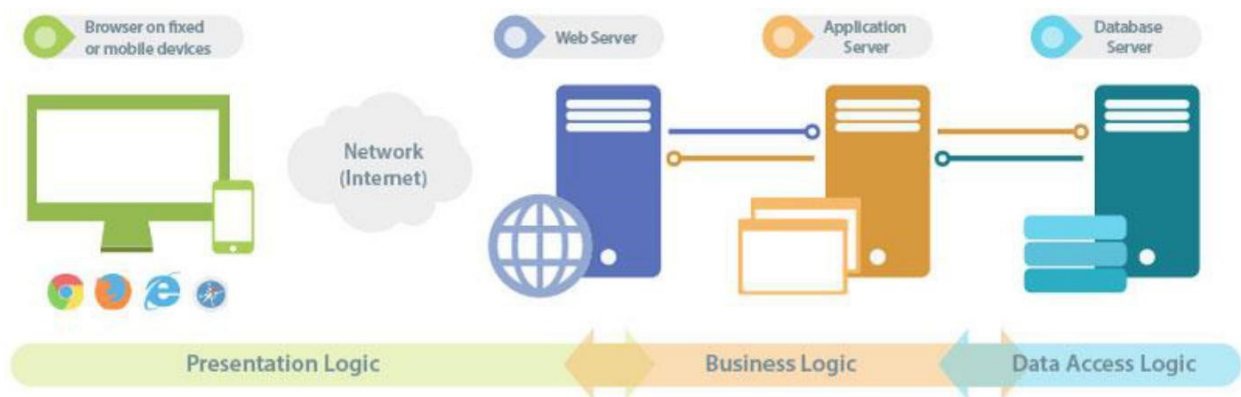 Browser on fixed
or mobile devices
Web Server
Application
Server
Database
Server
Network
(Internet)
Presentation Logic
Business Logic
Data Access Logic